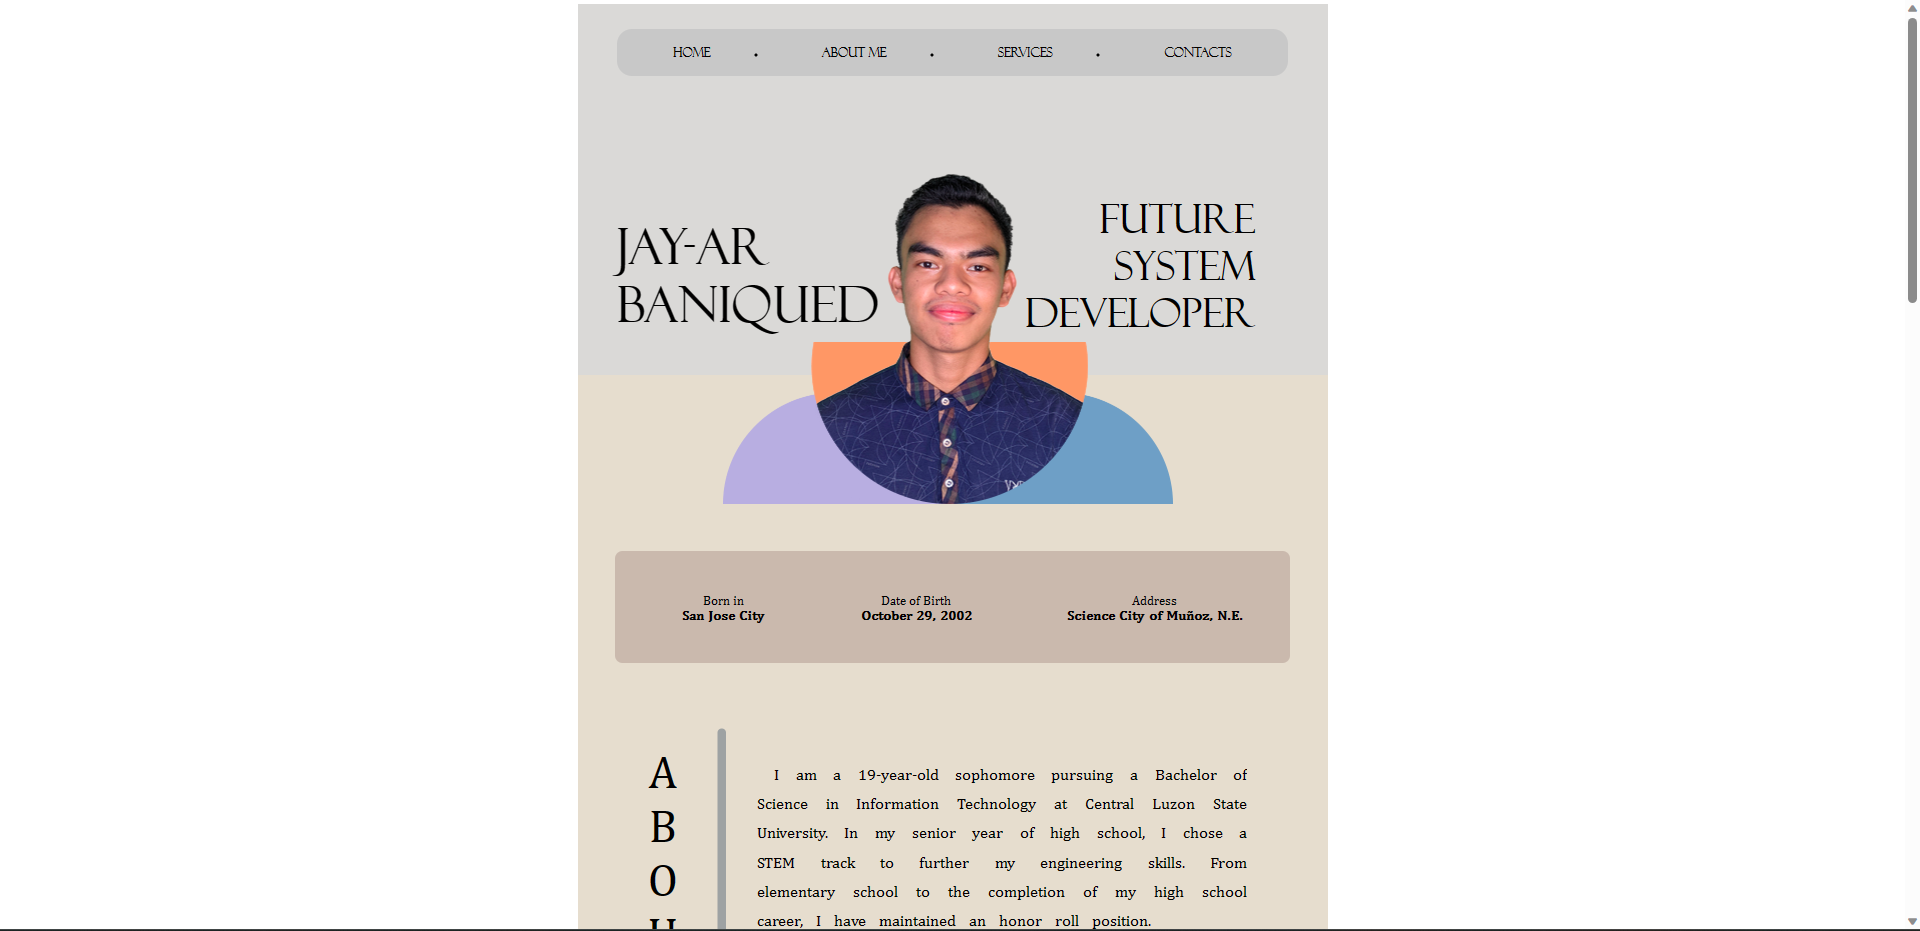 HOME • ABOUT ME • SERVICES • CONTACTS
JAY-AR
BANIQUED
FUTURE
SYSTEM
DEVELOPER
Born in
San Jose City
Date of Birth
October 29, 2002
Address
Science City of Muñoz, N.E.
A
B
O
I am a 19-year-old sophomore pursuing a Bachelor of
Science in Information Technology at Central Luzon State
University. In my senior year of high school, I chose a
STEM track to further my engineering skills. From
elementary school to the completion of my high school
career, I have maintained an honor roll position.